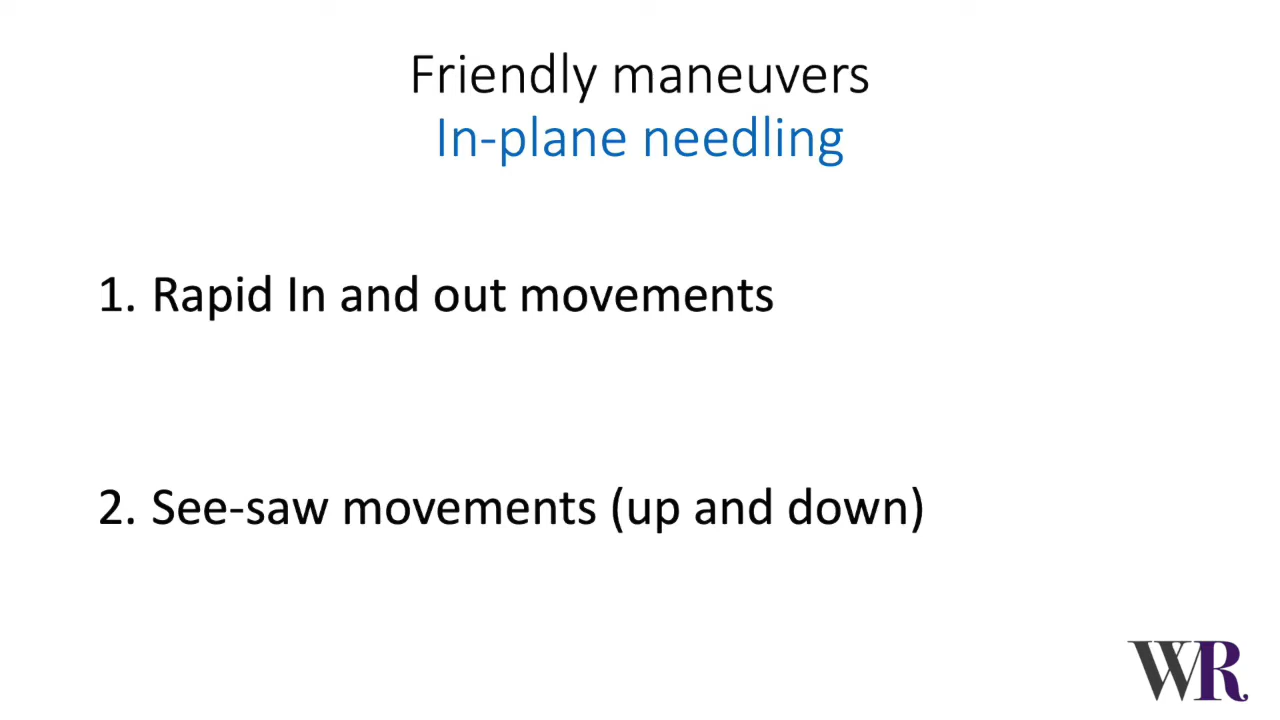 Friendly maneuvers
In-plane needling
1. Rapid In and out movements
2. See-saw movements (up and down)
WR